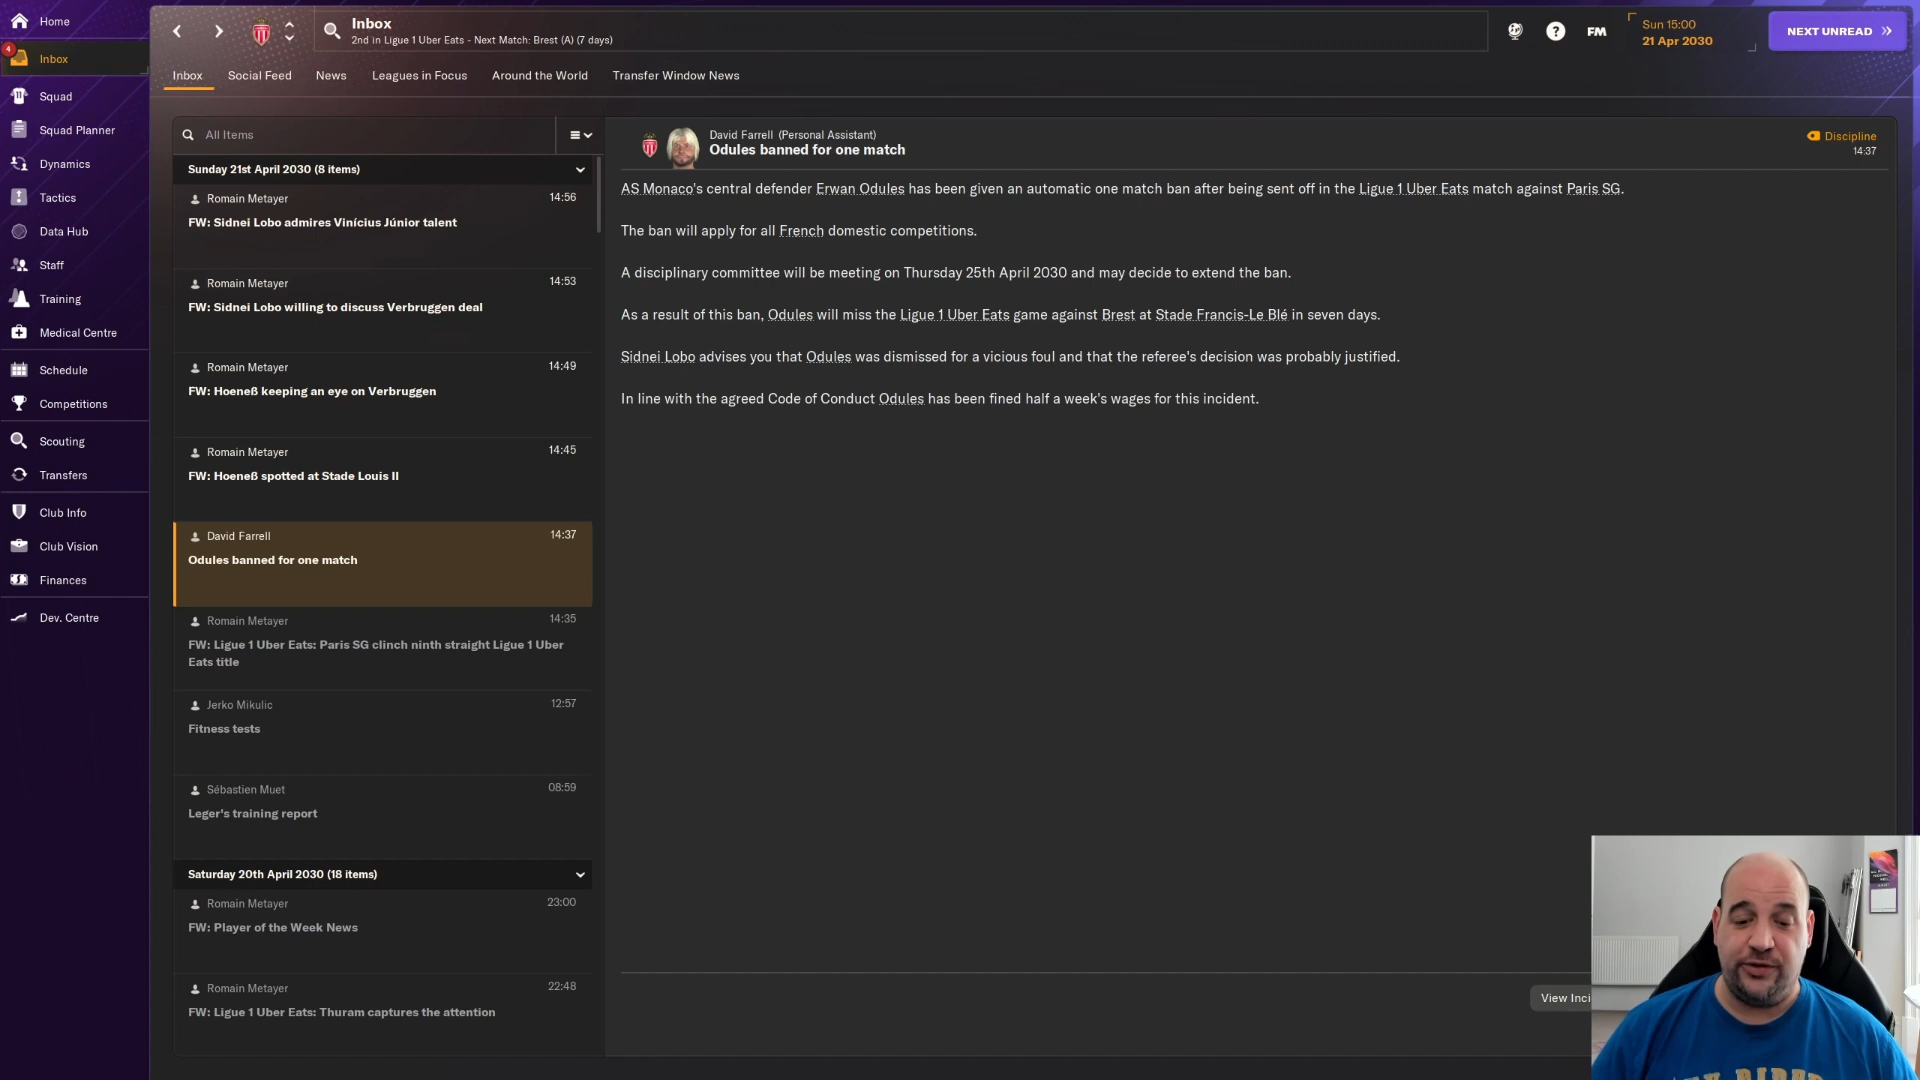 Home
4
Inbox
Squad
Squad Planner
Dynamics
Tactics
Data Hub
Staff
Training
Medical Centre
Schedule
Competitions
Scouting
Transfers
Club Info
Club Vision
Finances
Dev. Centre
Inbox
2nd in Ligue 1 Uber Eats - Next Match: Brest (A) (7 days)
?
FM
Sun 15:00
21 Apr 2030
NEXT UNREAD
Inbox
Social Feed
News
Leagues in Focus
Around the World
Transfer Window News
All Items
Sunday 21st April 2030 (8 items)
Romain Metayer 14:56
FW: Sidnei Lobo admires Vinícius Júnior talent
Romain Metayer 14:53
FW: Sidnei Lobo willing to discuss Verbruggen deal
Romain Metayer 14:49
FW: Hoeneß keeping an eye on Verbruggen
Romain Metayer 14:45
FW: Hoeneß spotted at Stade Louis II
David Farrell 14:37
Odules banned for one match
Romain Metayer 14:35
FW: Ligue 1 Uber Eats: Paris SG clinch ninth straight Ligue 1 Uber
Eats title
Jerko Mikulic 12:57
Fitness tests
Sébastien Muet 08:59
Leger's training report
Saturday 20th April 2030 (18 items)
Romain Metayer 23:00
FW: Player of the Week News
Romain Metayer 22:48
FW: Ligue 1 Uber Eats: Thuram captures the attention
David Farrell (Personal Assistant)
Odules banned for one match
Discipline
14:37
AS Monaco's central defender Erwan Odules has been given an automatic one match ban after being sent off in the Ligue 1 Uber Eats match against Paris SG.
The ban will apply for all French domestic competitions.
A disciplinary committee will be meeting on Thursday 25th April 2030 and may decide to extend the ban.
As a result of this ban, Odules will miss the Ligue 1 Uber Eats game against Brest at Stade Francis-Le Blé in seven days.
Sidnei Lobo advises you that Odules was dismissed for a vicious foul and that the referee's decision was probably justified.
In line with the agreed Code of Conduct Odules has been fined half a week's wages for this incident.
View Inci